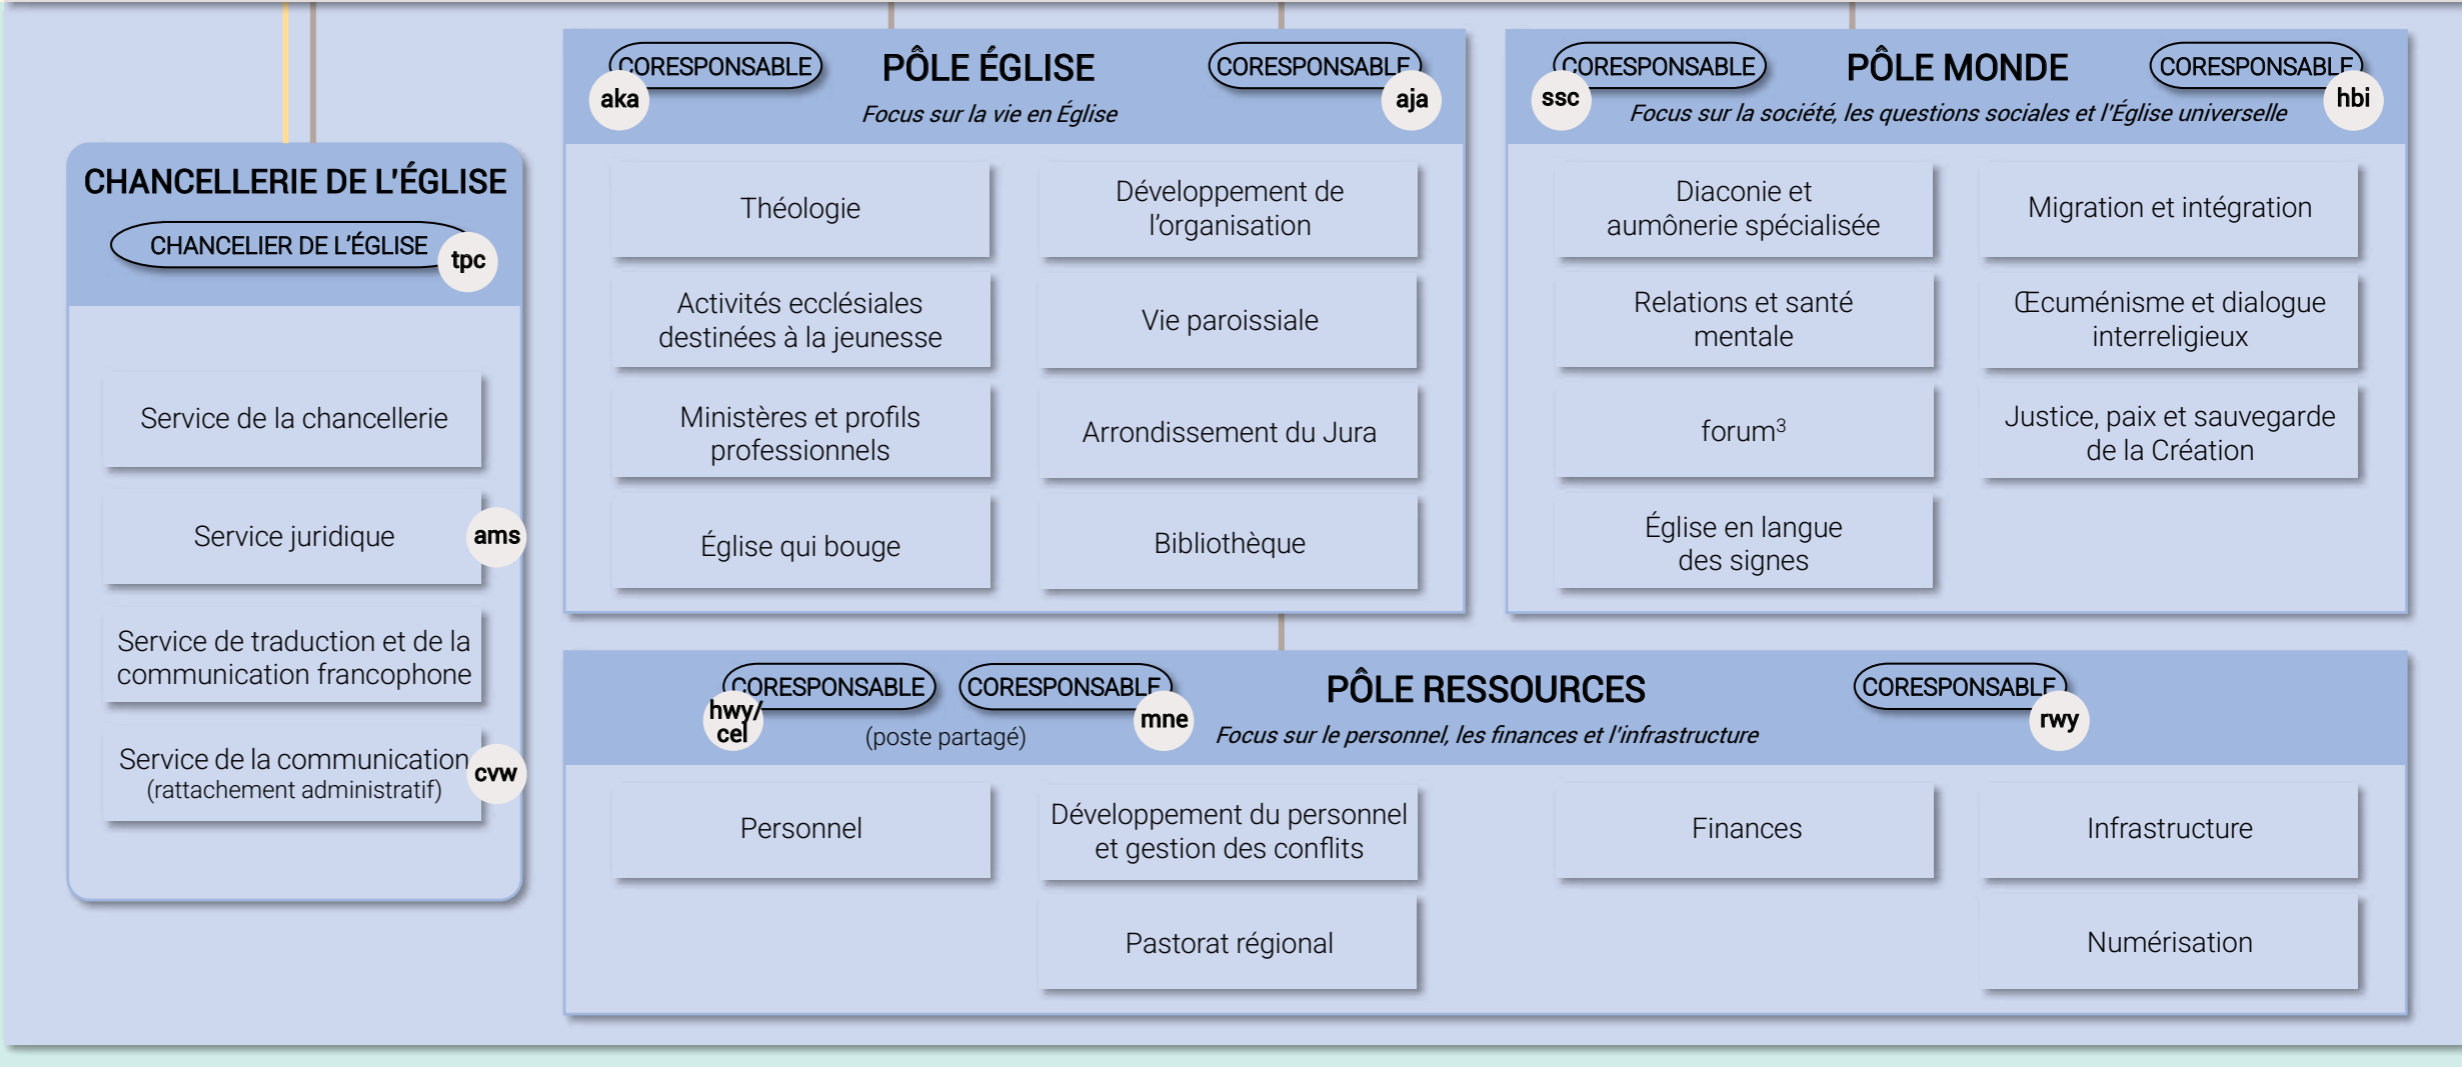 CHANCELLERIE DE L'ÉGLISE
CHANCELIER DE L'ÉGLISE
tpc
Service de la chancellerie
Service juridique
ams
Service de traduction et de la
communication francophone
Service de la communication
(rattachement administratif)
cvw
CORESPONSABLE
aka
PÔLE ÉGLISE
Focus sur la vie en Église
CORESPONSABLE
aja
Théologie
Développement de
l'organisation
Activités ecclésiales
destinées à la jeunesse
Vie paroissiale
Ministères et profils
professionnels
Arrondissement du Jura
Église qui bouge
Bibliothèque
CORESPONSABLE
ssc
PÔLE MONDE
Focus sur la société, les questions sociales et l'Église universelle
CORESPONSABLE
hbi
Diaconie et
aumônerie spécialisée
Migration et intégration
Relations et santé
mentale
Œcuménisme et dialogue
interreligieux
forum³
Justice, paix et sauvegarde
de la Création
Église en langue
des signes
CORESPONSABLE
hwy/
cel
(poste partagé)
CORESPONSABLE
mne
PÔLE RESSOURCES
Focus sur le personnel, les finances et l'infrastructure
CORESPONSABLE
rwy
Personnel
Développement du personnel
et gestion des conflits
Pastorat régional
Finances
Infrastructure
Numérisation